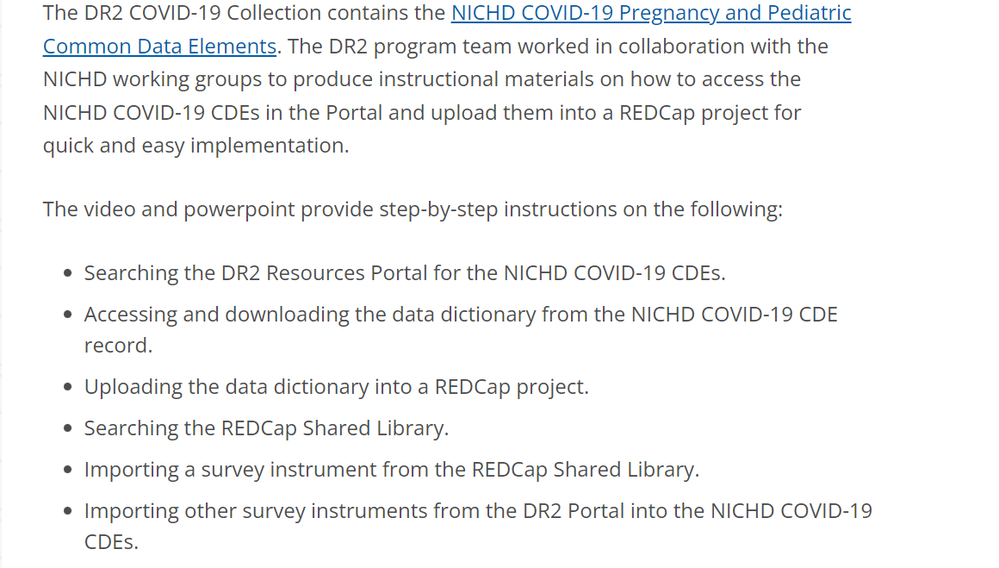 The DR2 COVID-19 Collection contains the NICHD COVID-19 Pregnancy and Pediatric
Common Data Elements. The DR2 program team worked in collaboration with the
NICHD working groups to produce instructional materials on how to access the
NICHD COVID-19 CDEs in the Portal and upload them into a REDCap project for
quick and easy implementation.
The video and powerpoint provide step-by-step instructions on the following:
• Searching the DR2 Resources Portal for the NICHD COVID-19 CDEs.
• Accessing and downloading the data dictionary from the NICHD COVID-19 CDE
record.
• Uploading the data dictionary into a REDCap project.
• Searching the REDCap Shared Library.
• Importing a survey instrument from the REDCap Shared Library.
• Importing other survey instruments from the DR2 Portal into the NICHD COVID-19
CDEs.